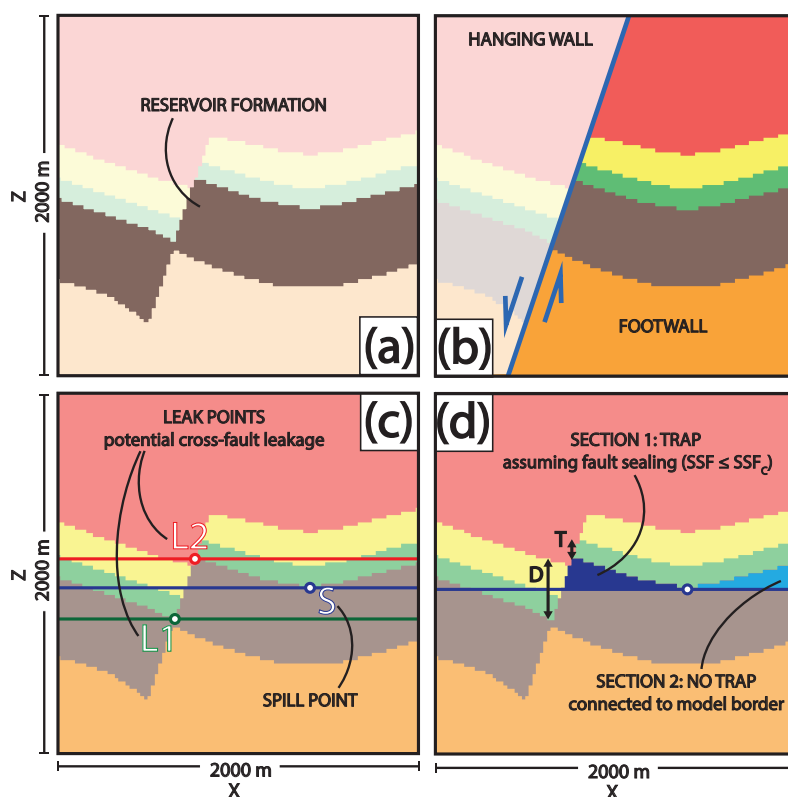 RESERVOIR FORMATION
(a)
Z
2000 m
HANGING WALL
FOOTWALL
(b)
LEAK POINTS
potential cross-fault leakage
(c)
L2
S
L1
SPILL POINT
Z
2000 m
2000 m
X
(d)
SECTION 1: TRAP
assuming fault sealing (SSF ≤ SSFc)
T
D
SECTION 2: NO TRAP
connected to model border
2000 m
X